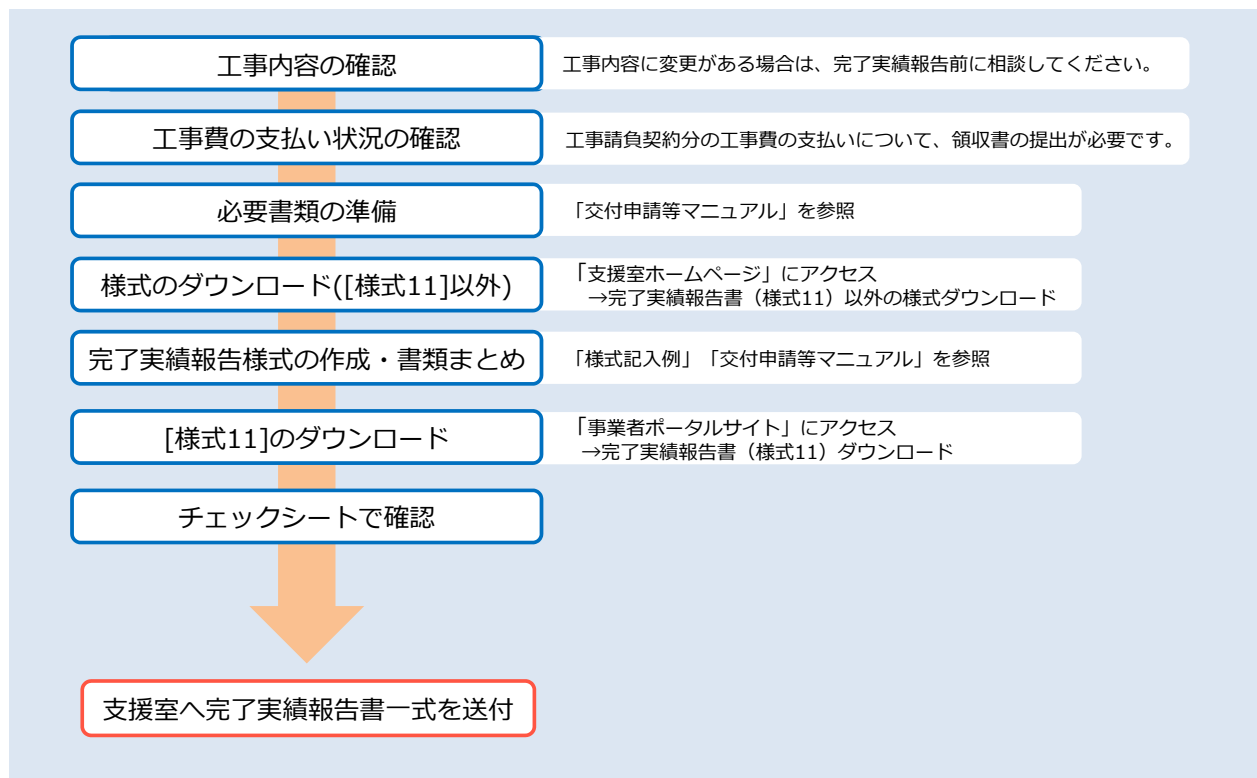 工事内容の確認
工事内容に変更がある場合は、完了実績報告前に相談してください。
工事費の支払い状況の確認
工事請負契約分の工事費の支払いについて、領収書の提出が必要です。
必要書類の準備
「交付申請等マニュアル」を参照
様式のダウンロード([様式11]以外)
「支援室ホームページ」にアクセス
→完了実績報告書（様式11）以外の様式ダウンロード
完了実績報告様式の作成・書類まとめ
「様式記入例」「交付申請等マニュアル」を参照
[様式11]のダウンロード
「事業者ポータルサイト」にアクセス
→完了実績報告書（様式11）ダウンロード
チェックシートで確認
支援室へ完了実績報告書一式を送付